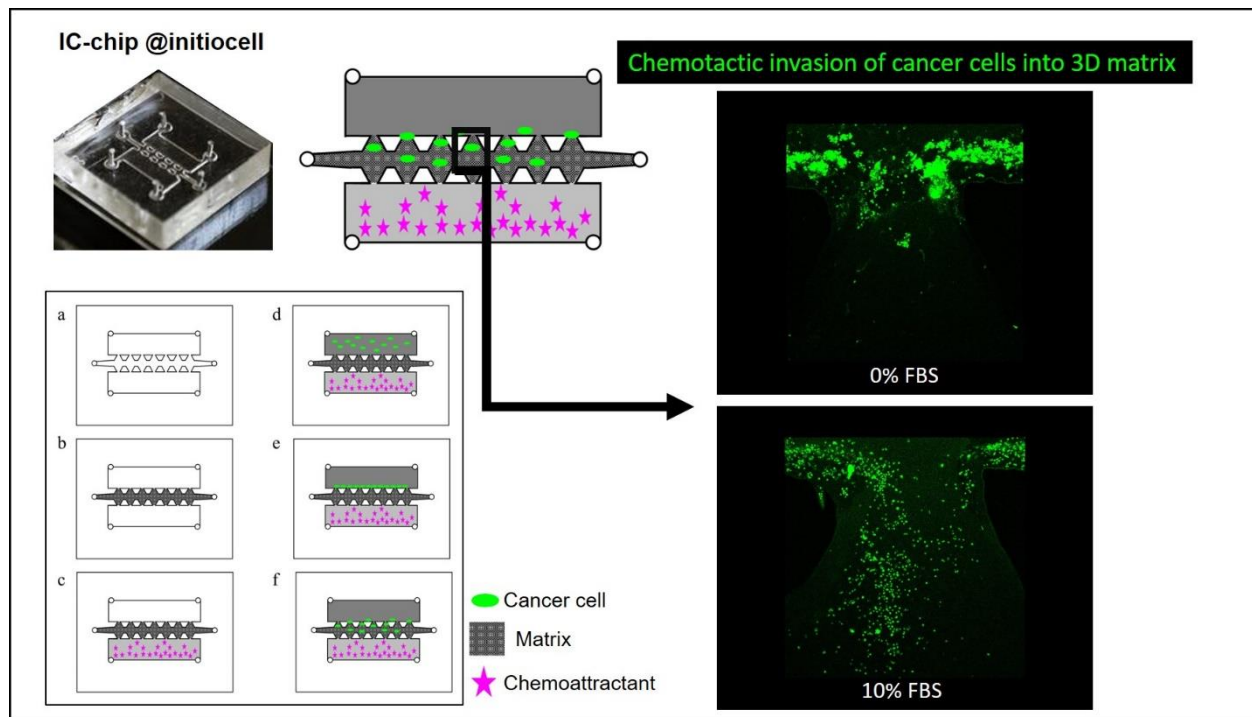 IC-chip @initiocell
Chemotactic invasion of cancer cells into 3D matrix
a
d
b
e
c
f
Cancer cell
Matrix
Chemoattractant
0% FBS
10% FBS